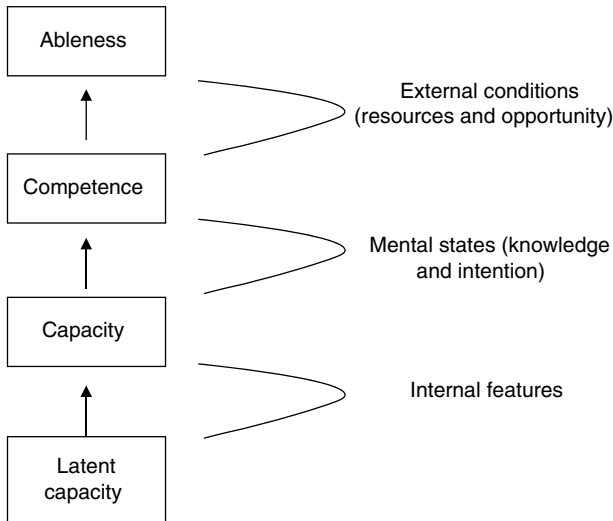 Ableness
External conditions
(resources and opportunity)
Competence
Mental states (knowledge
and intention)
Capacity
Internal features
Latent
capacity